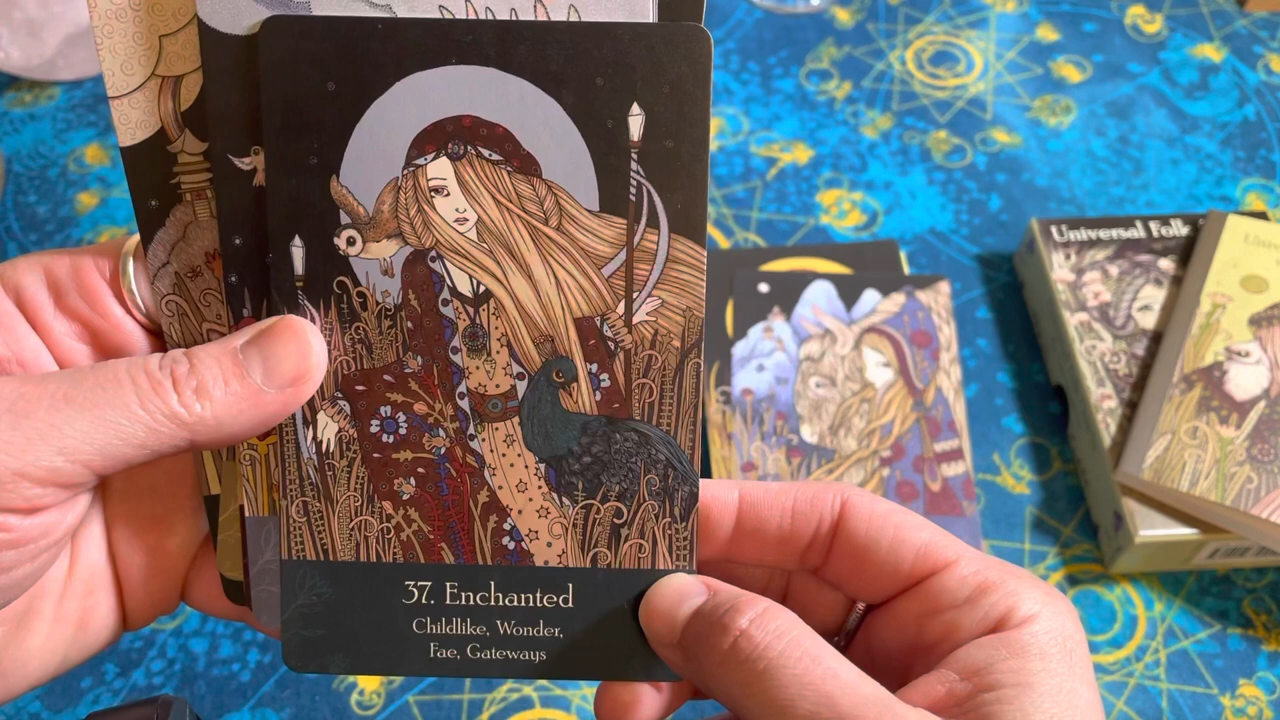 37. Enchanted
Childlike, Wonder,
Fae, Gateways
Universal Folk